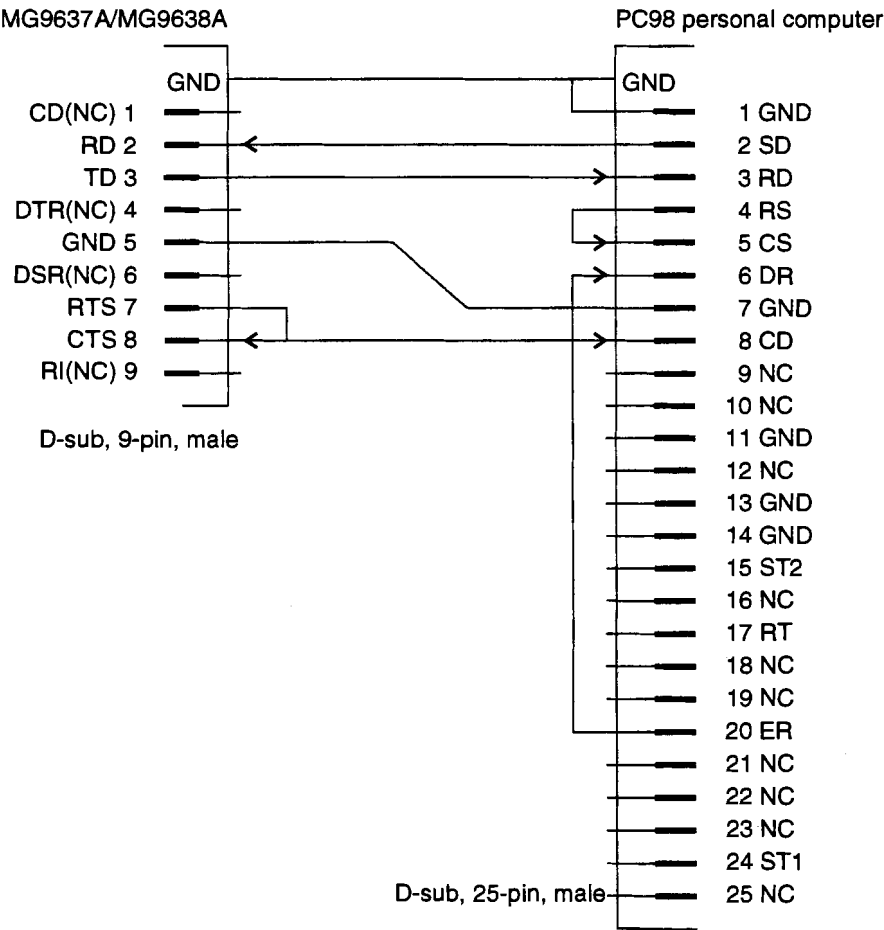 MG9637A/MG9638A
PC98 personal computer
GND
GND
CD(NC) 1
RD 2
TD 3
DTR(NC) 4
GND 5
DSR(NC) 6
RTS 7
CTS 8
RI(NC) 9
D-sub, 9-pin, male
1 GND
2 SD
3 RD
4 RS
5 CS
6 DR
7 GND
8 CD
9 NC
10 NC
11 GND
12 NC
13 GND
14 GND
15 ST2
16 NC
17 RT
18 NC
19 NC
20 ER
21 NC
22 NC
23 NC
24 ST1
25 NC
D-sub, 25-pin, male